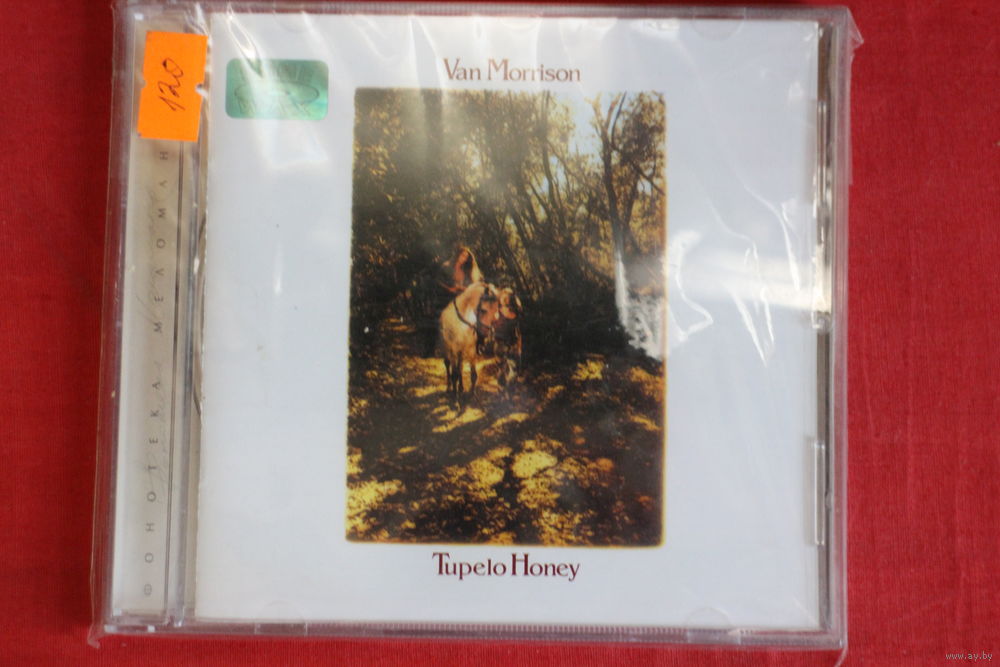 120
Van Morrison
ФОНОТЕКА МЕЛОМАНА
Tupelo Honey
www.ay.by